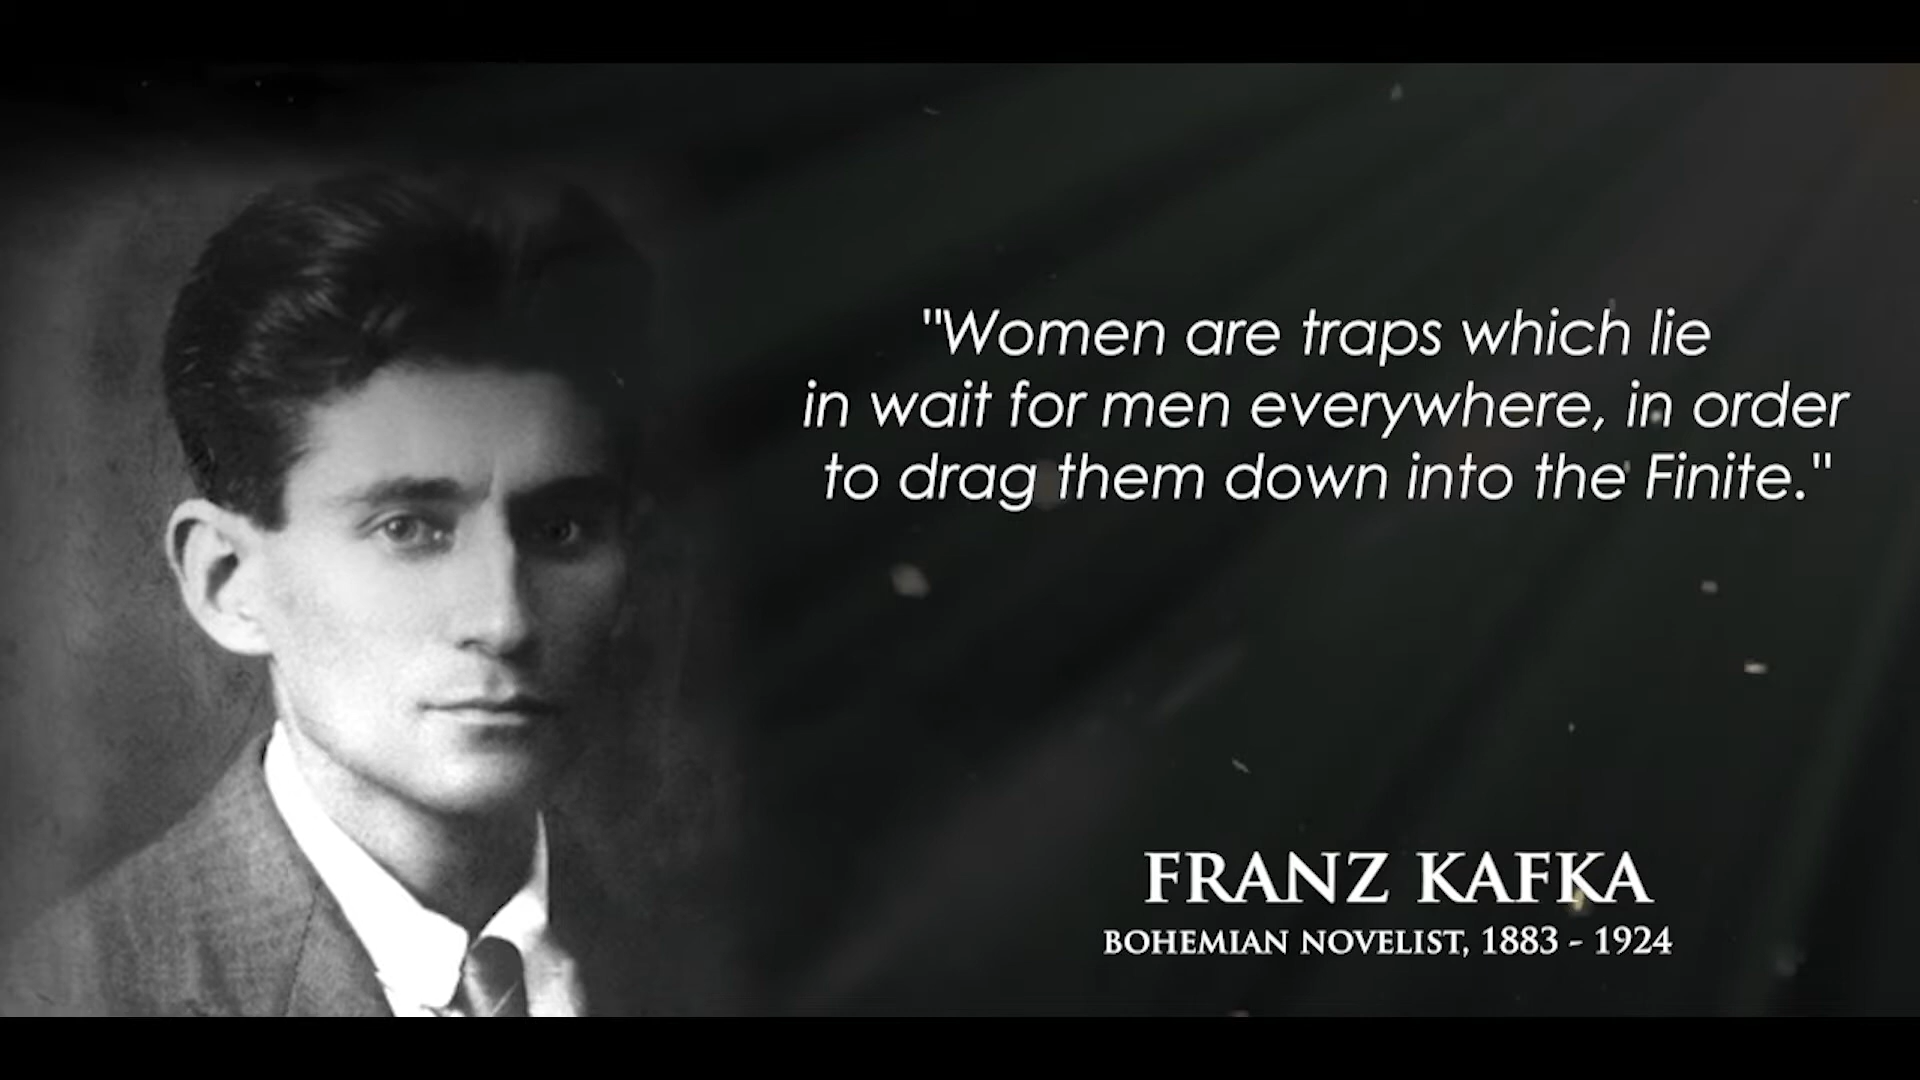 "Women are traps which lie
in wait for men everywhere, in order
to drag them down into the Finite."
FRANZ KAFKA
BOHEMIAN NOVELIST, 1883 - 1924